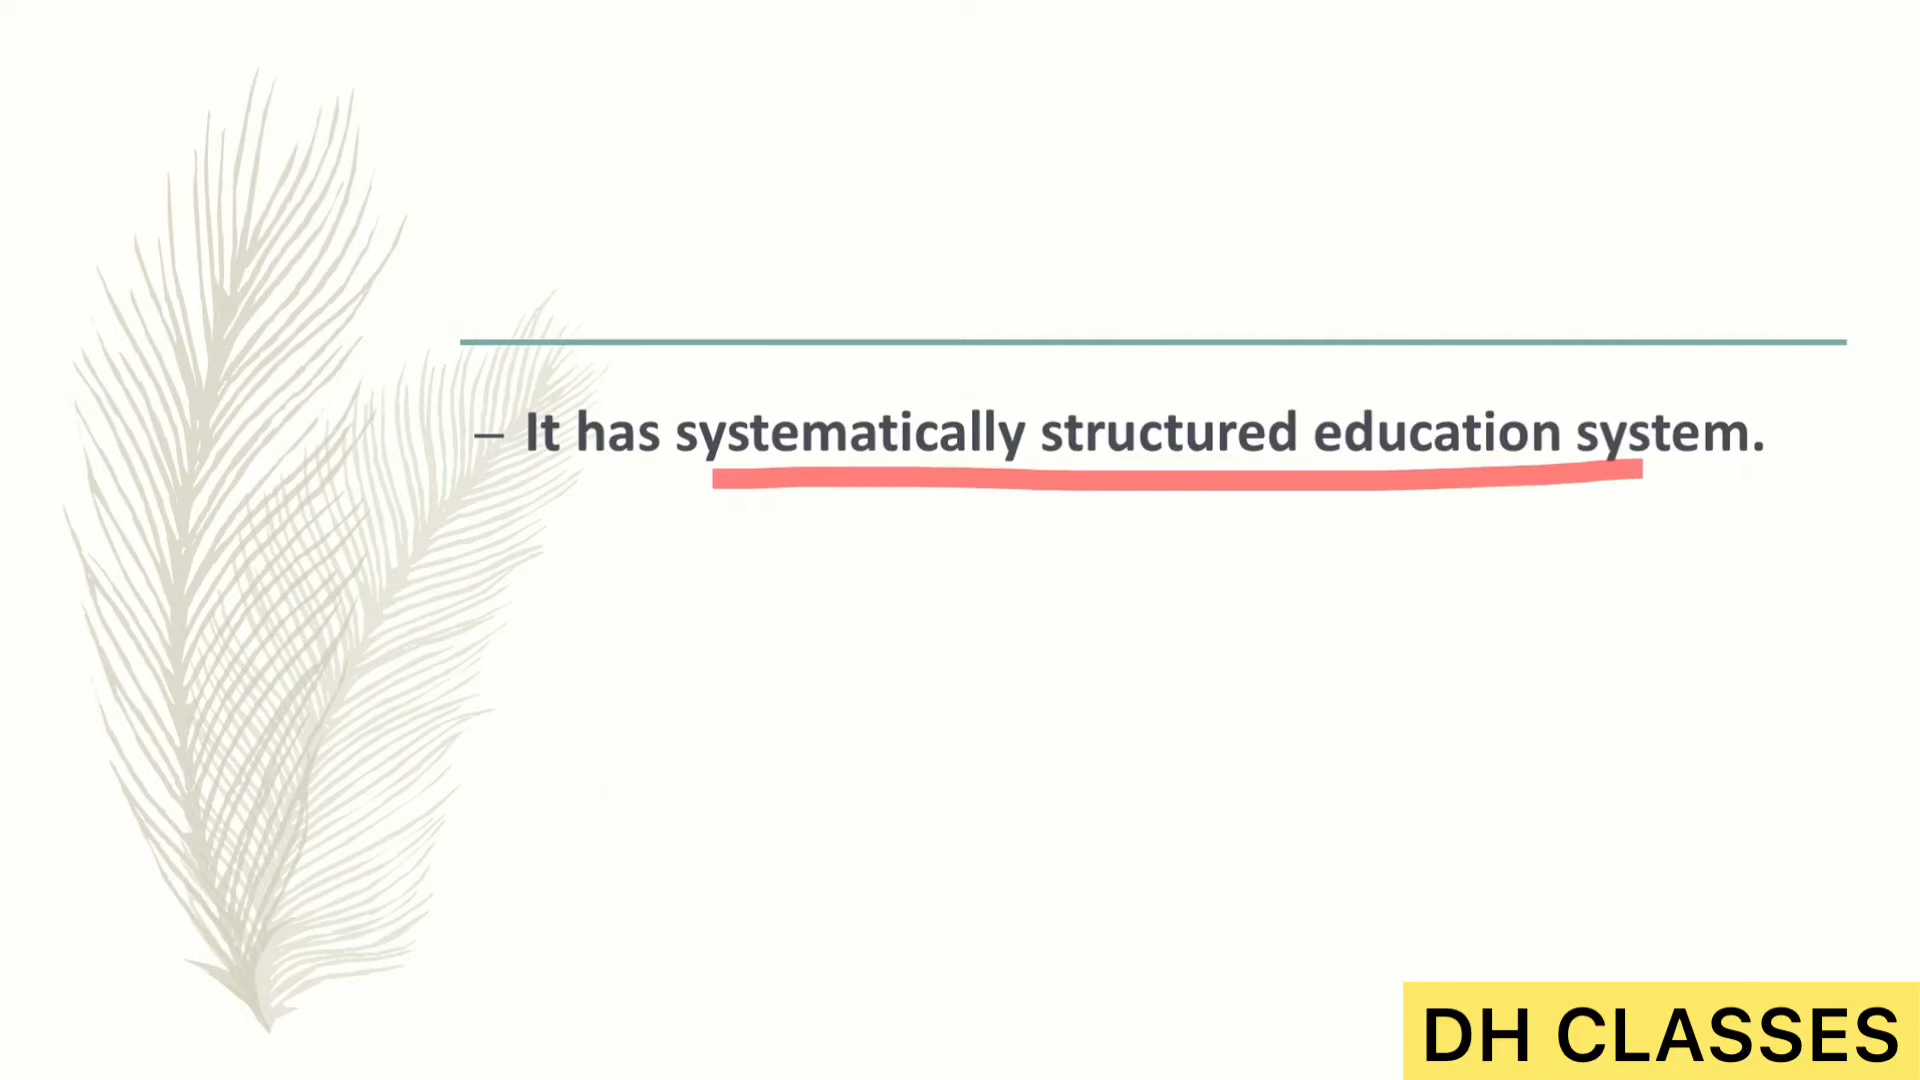 – It has systematically structured education system.
DH CLASSES